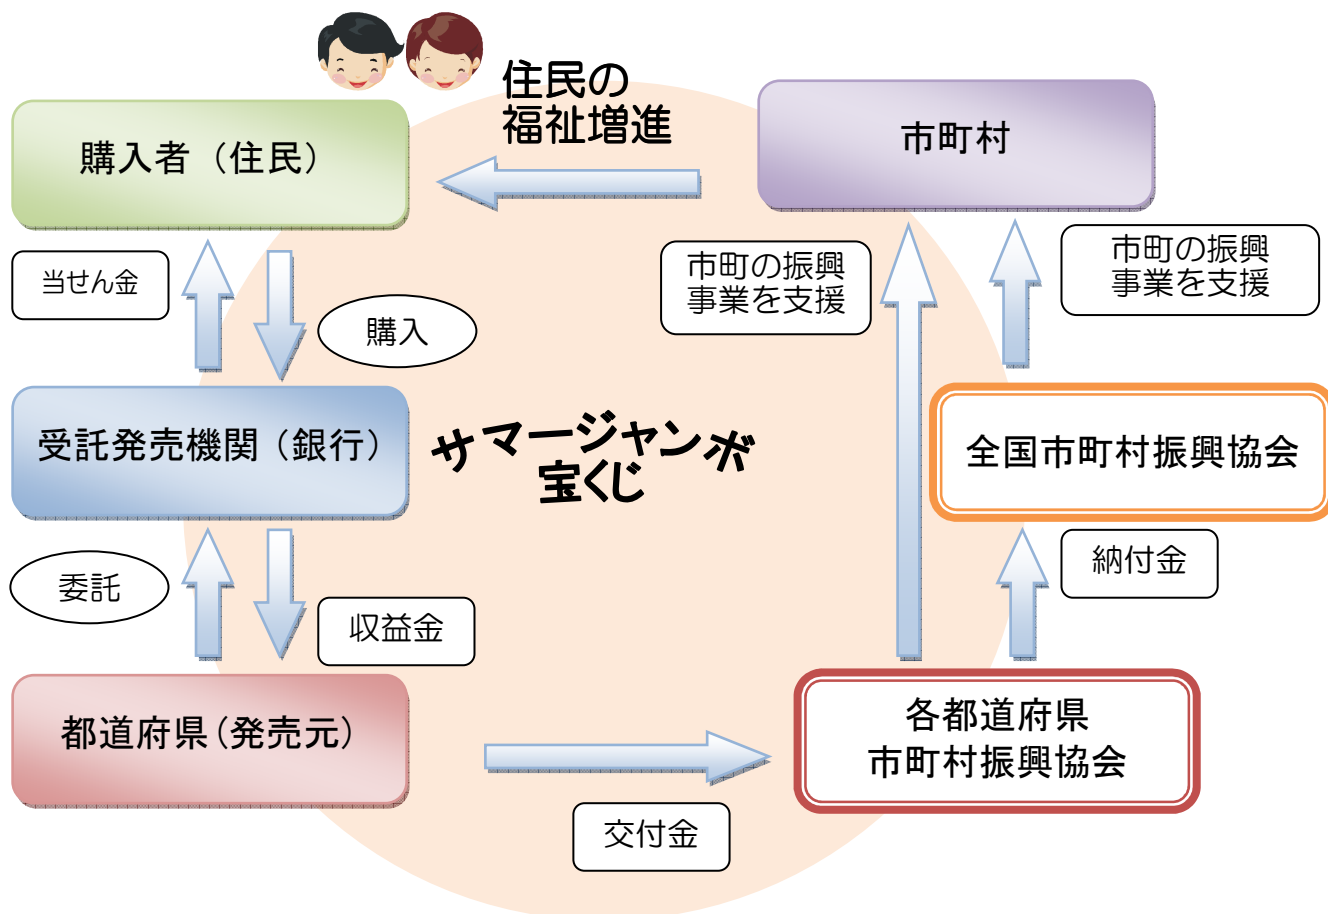 住民の
福祉増進
購入者（住民）
市町村
当せん金
購入
市町の振興
事業を支援
市町の振興
事業を支援
受託発売機関（銀行）
サマージャンボ
宝くじ
全国市町村振興協会
委託
収益金
納付金
都道府県(発売元)
各都道府県
市町村振興協会
交付金